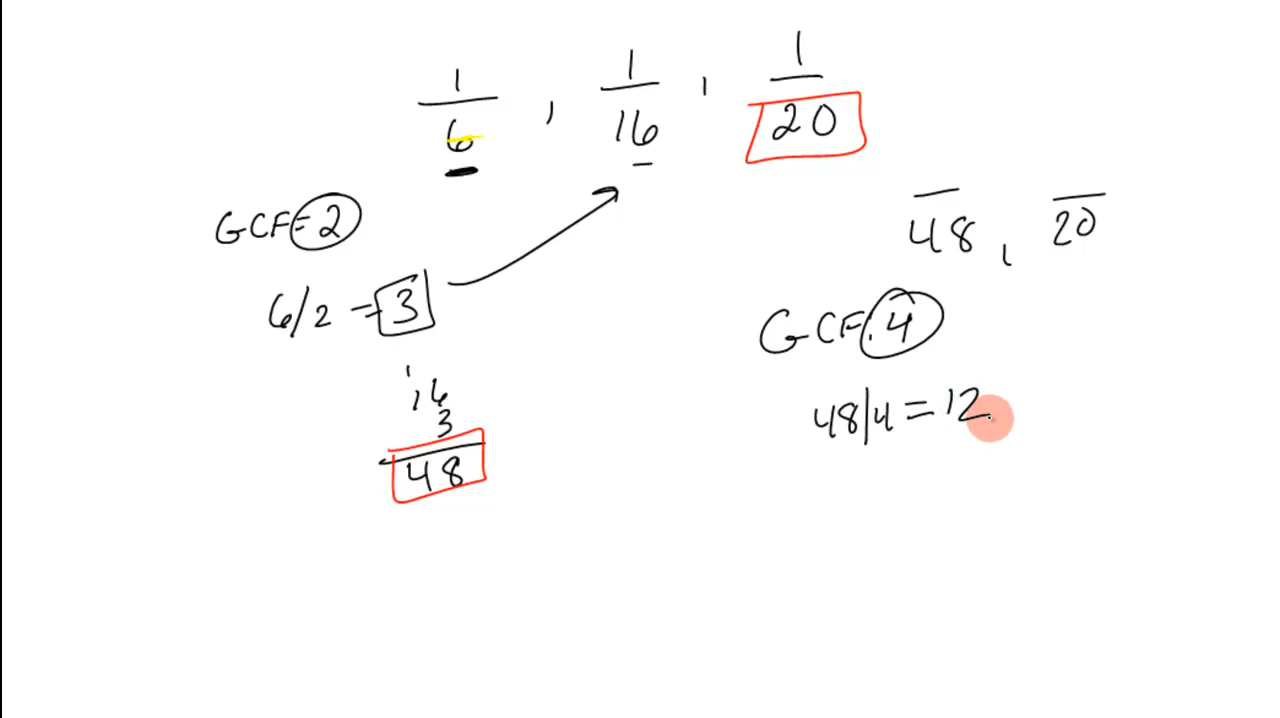 1/6 , 1/16 , 1/20
GCF=2
6/2 = 3
16
3
48
48 , 20
GCF: 4
48/4 = 12